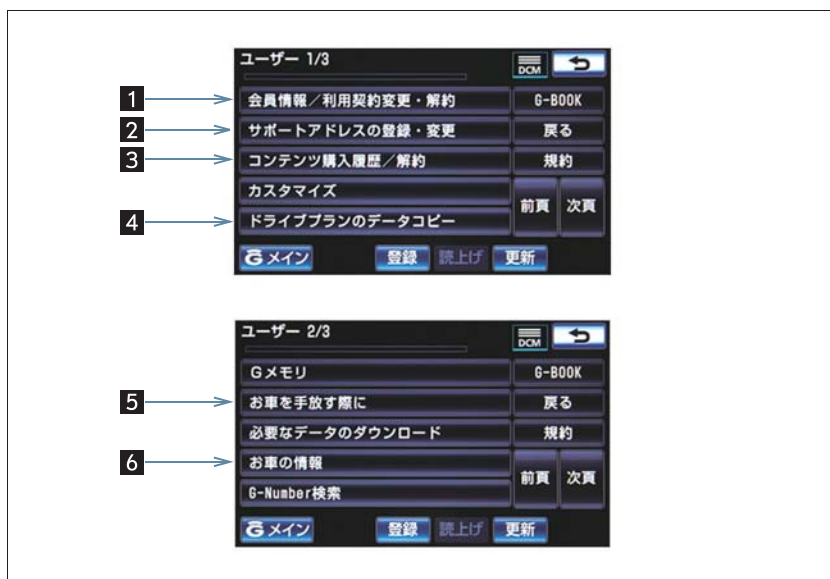 ユーザー 1/3
DCM
1 会員情報/利用契約変更・解約 G-BOOK
2 サポートアドレスの登録・変更 戻る
3 コンテンツ購入履歴/解約 規約
カスタマイズ 前頁 次頁
4 ドライブプランのデータコピー
G メイン 登録 読上げ 更新
ユーザー 2/3
DCM
Gメモリ G-BOOK
5 お車を手放す際に 戻る
必要なデータのダウンロード 規約
6 お車の情報 前頁 次頁
G-Number検索
G メイン 登録 読上げ 更新